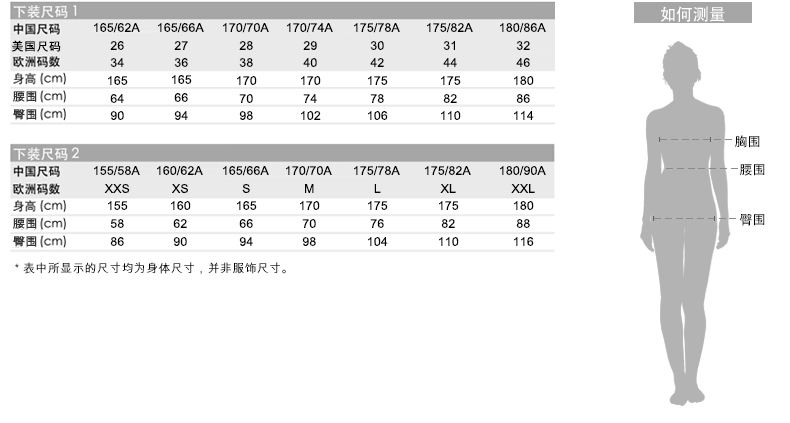 下装尺码 1
中国尺码 165/62A 165/66A 170/70A 170/74A 175/78A 175/82A 180/86A
美国尺码 26 27 28 29 30 31 32
欧洲码数 34 36 38 40 42 44 46
身高 (cm) 165 165 170 170 175 175 180
腰围 (cm) 64 66 70 74 78 82 86
臀围 (cm) 90 94 98 102 106 110 114
下装尺码 2
中国尺码 155/58A 160/62A 165/66A 170/70A 175/78A 175/82A 180/90A
欧洲码数 XXS XS S M L XL XXL
身高 (cm) 155 160 165 170 175 175 180
腰围 (cm) 58 62 66 70 76 82 88
臀围 (cm) 86 90 94 98 104 110 116
* 表中所显示的尺寸均为身体尺寸，并非服饰尺寸。
如何测量
胸围
腰围
臀围